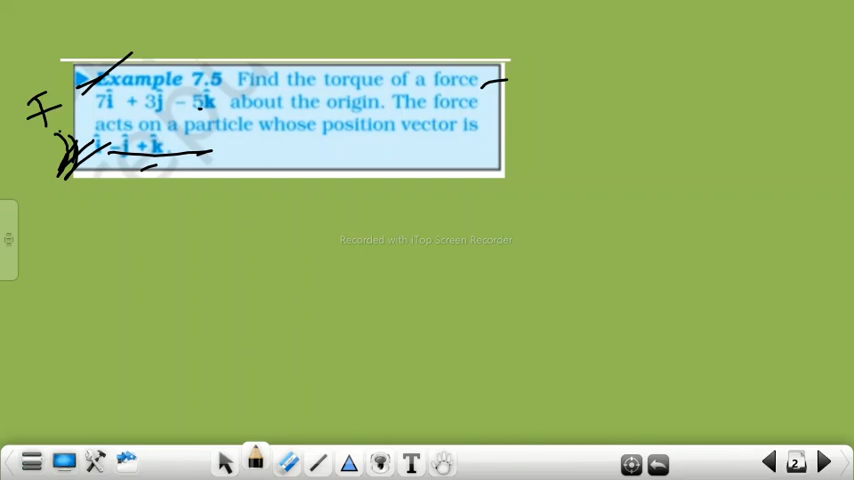 Example 7.5 Find the torque of a force
7î + 3ĵ – 5k̂ about the origin. The force
F
acts on a particle whose position vector is
î – ĵ + k̂.
Recorded with iTop Screen Recorder
T
2